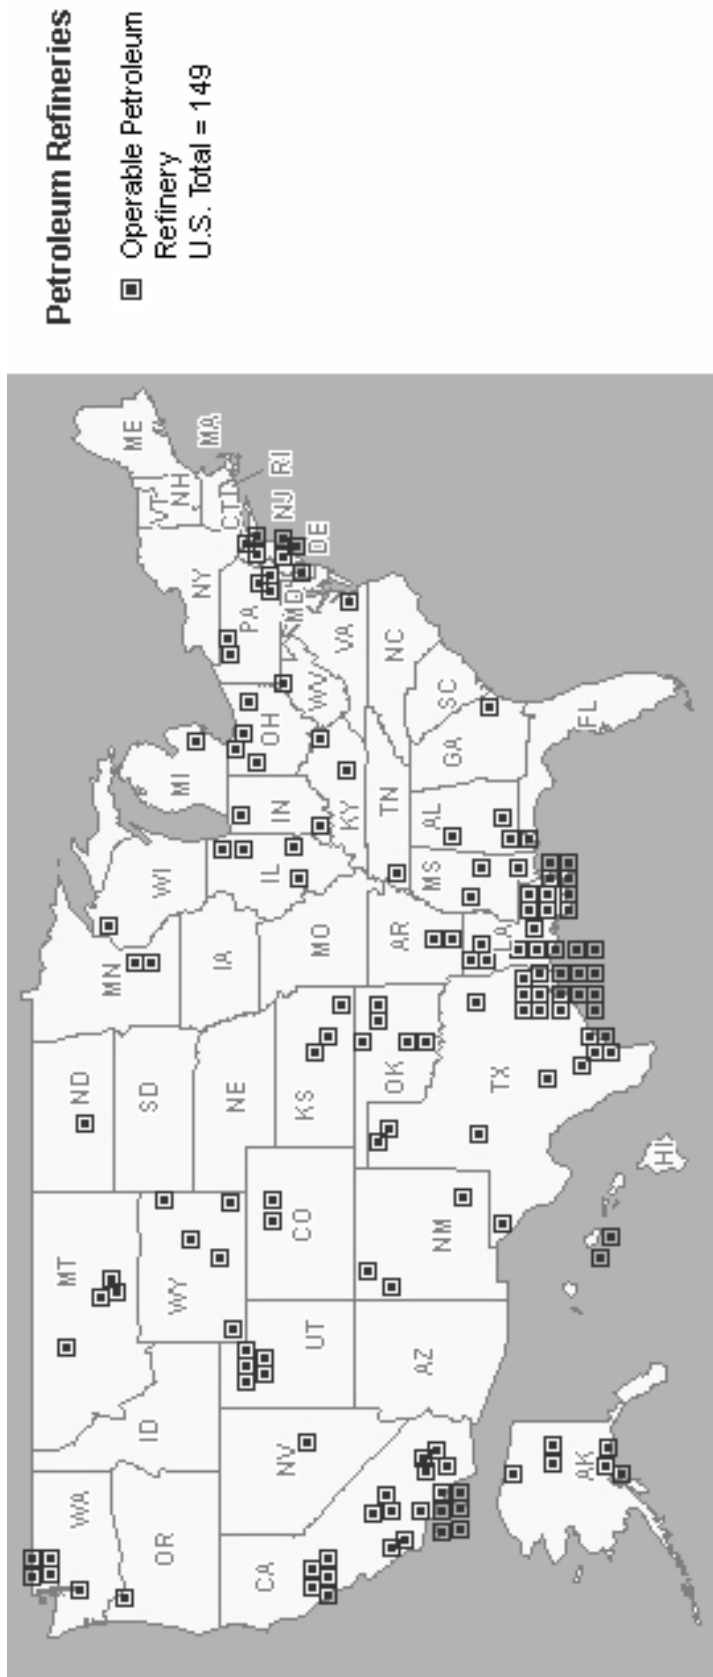 Petroleum Refineries
Operable Petroleum
Refinery
U.S. Total = 149
WA
OR
CA
NV
ID
MT
WY
UT
AZ
CO
NM
ND
SD
NE
KS
OK
TX
MN
IA
MO
AR
LA
WI
IL
MS
MI
IN
KY
TN
AL
OH
WV
GA
FL
SC
NC
VA
MD
DE
PA
NJ
NY
CT
RI
MA
VT
NH
ME
AK
HI